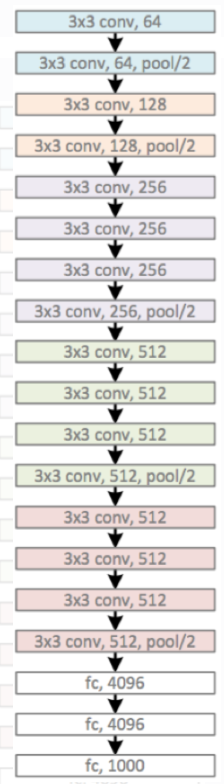 3x3 conv, 64
3x3 conv, 64, pool/2
3x3 conv, 128
3x3 conv, 128, pool/2
3x3 conv, 256
3x3 conv, 256
3x3 conv, 256
3x3 conv, 256, pool/2
3x3 conv, 512
3x3 conv, 512
3x3 conv, 512
3x3 conv, 512, pool/2
3x3 conv, 512
3x3 conv, 512
3x3 conv, 512
3x3 conv, 512, pool/2
fc, 4096
fc, 4096
fc, 1000